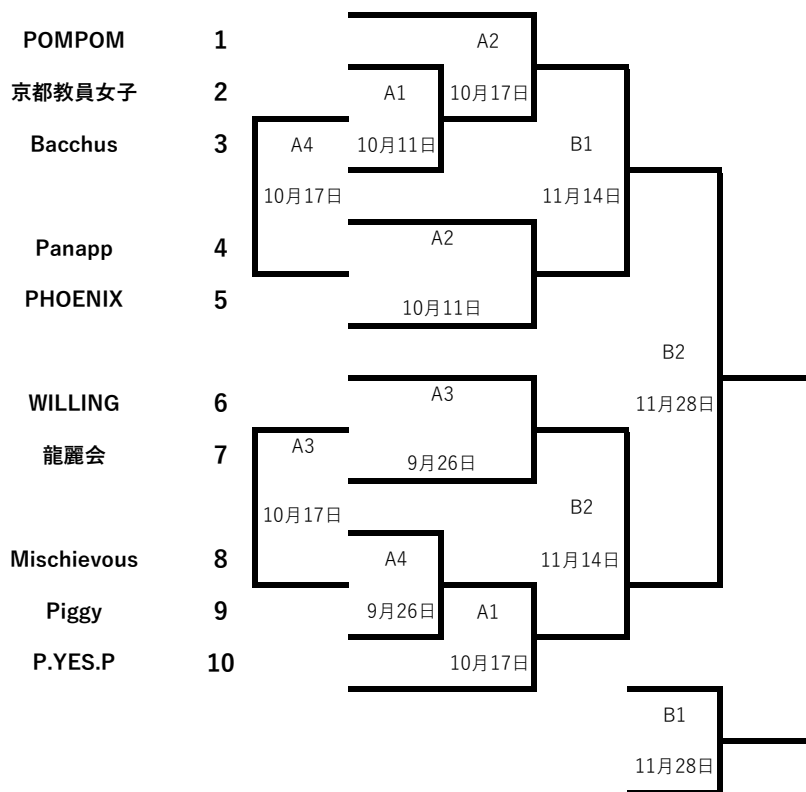 POMPOM 1 A2
京都教員女子 2 A1 10月17日
Bacchus 3 A4 10月11日 B1
10月17日 11月14日
Panapp 4 A2
PHOENIX 5 10月11日
B2
WILLING 6 A3 11月28日
龍麗会 7 A3 9月26日
10月17日 B2
Mischievous 8 A4 11月14日
Piggy 9 9月26日 A1
P.YES.P 10 10月17日
B1
11月28日